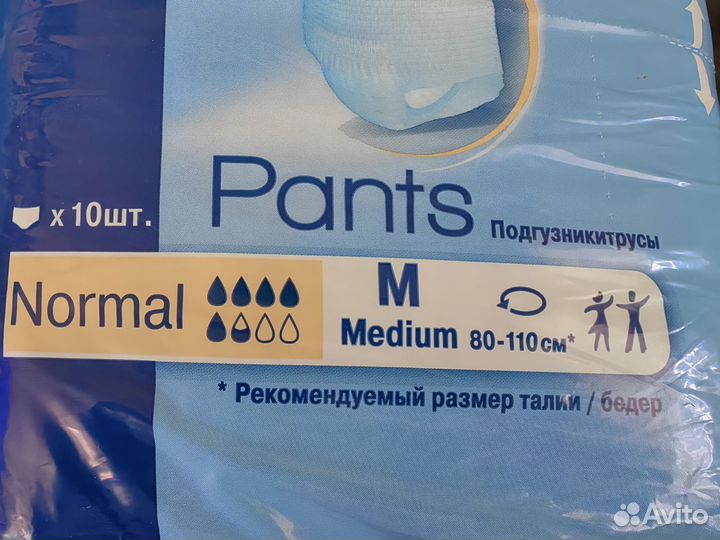 Pants
x 10шт.
Подгузникитрусы
Normal
M
Medium 80-110см*
* Рекомендуемый размер талии / бедер
Avito